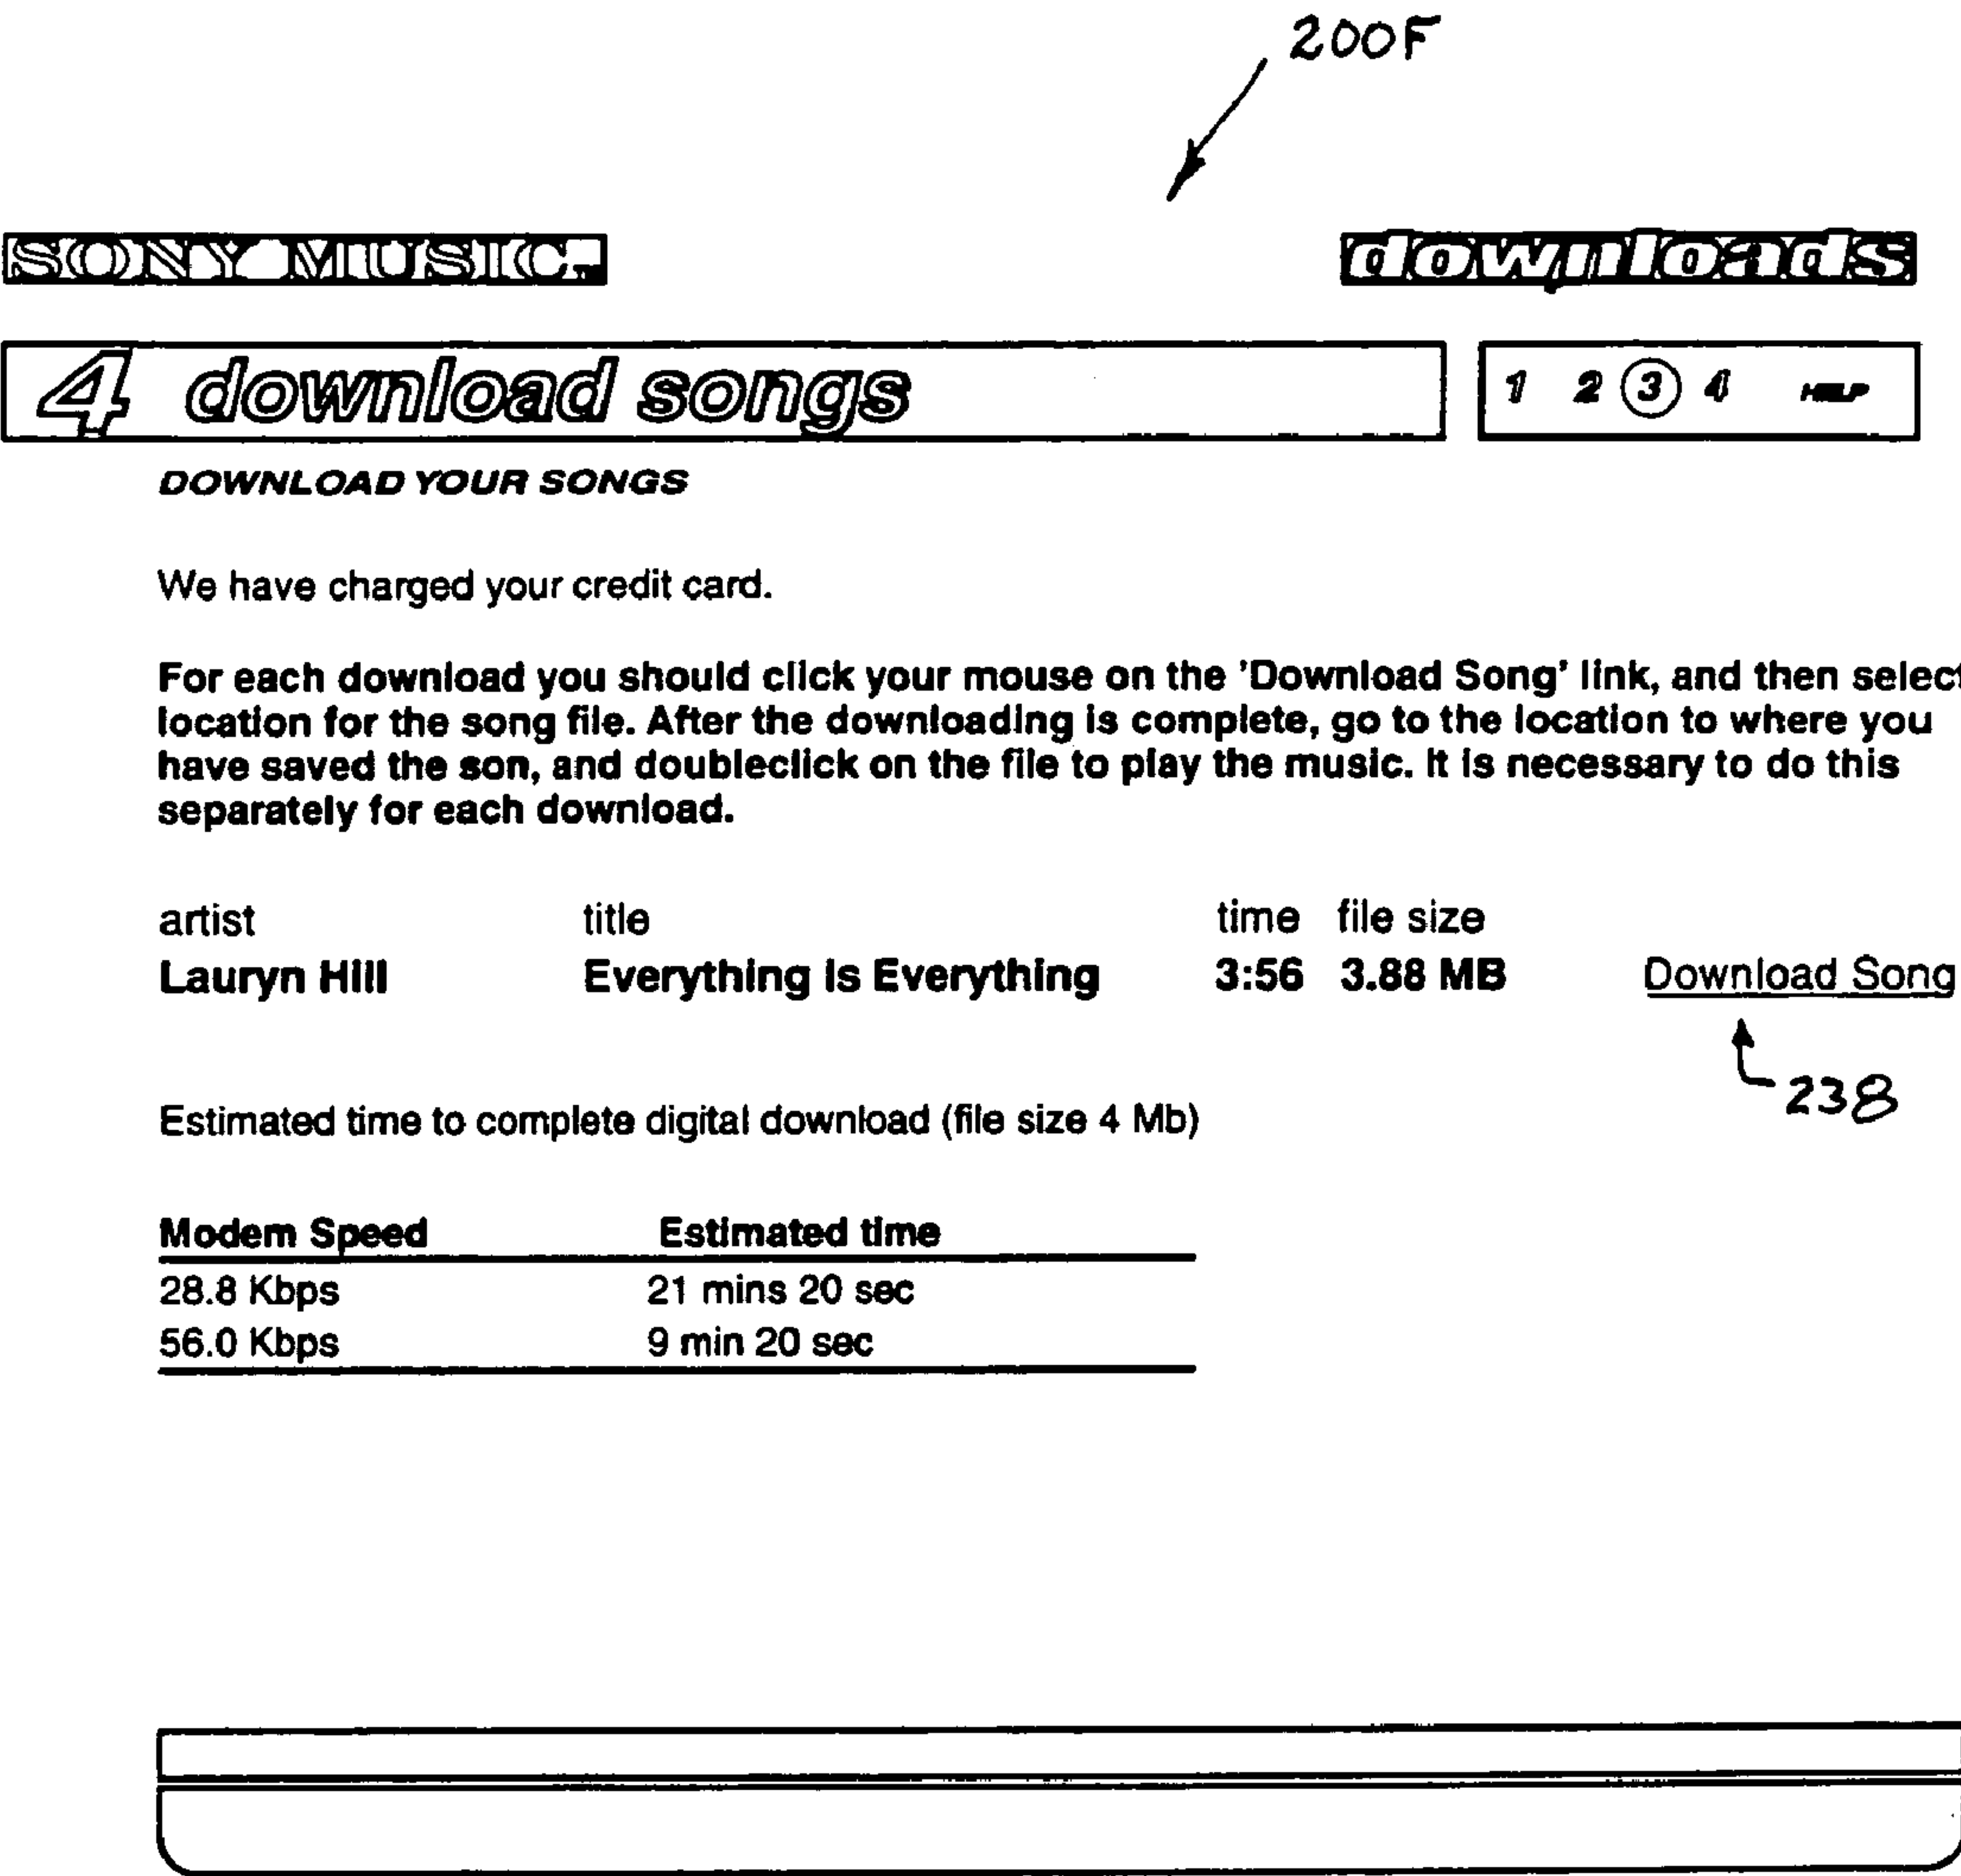 200F
SONY MUSIC
downloads
4 download songs
1 2 3 4 HELP
DOWNLOAD YOUR SONGS
We have charged your credit card.
For each download you should click your mouse on the 'Download Song' link, and then select
location for the song file. After the downloading is complete, go to the location to where you
have saved the son, and doubleclick on the file to play the music. It is necessary to do this
separately for each download.
artist title time file size
Lauryn Hill Everything Is Everything 3:56 3.88 MB Download Song
238
Estimated time to complete digital download (file size 4 Mb)
Modem Speed Estimated time
28.8 Kbps 21 mins 20 sec
56.0 Kbps 9 min 20 sec